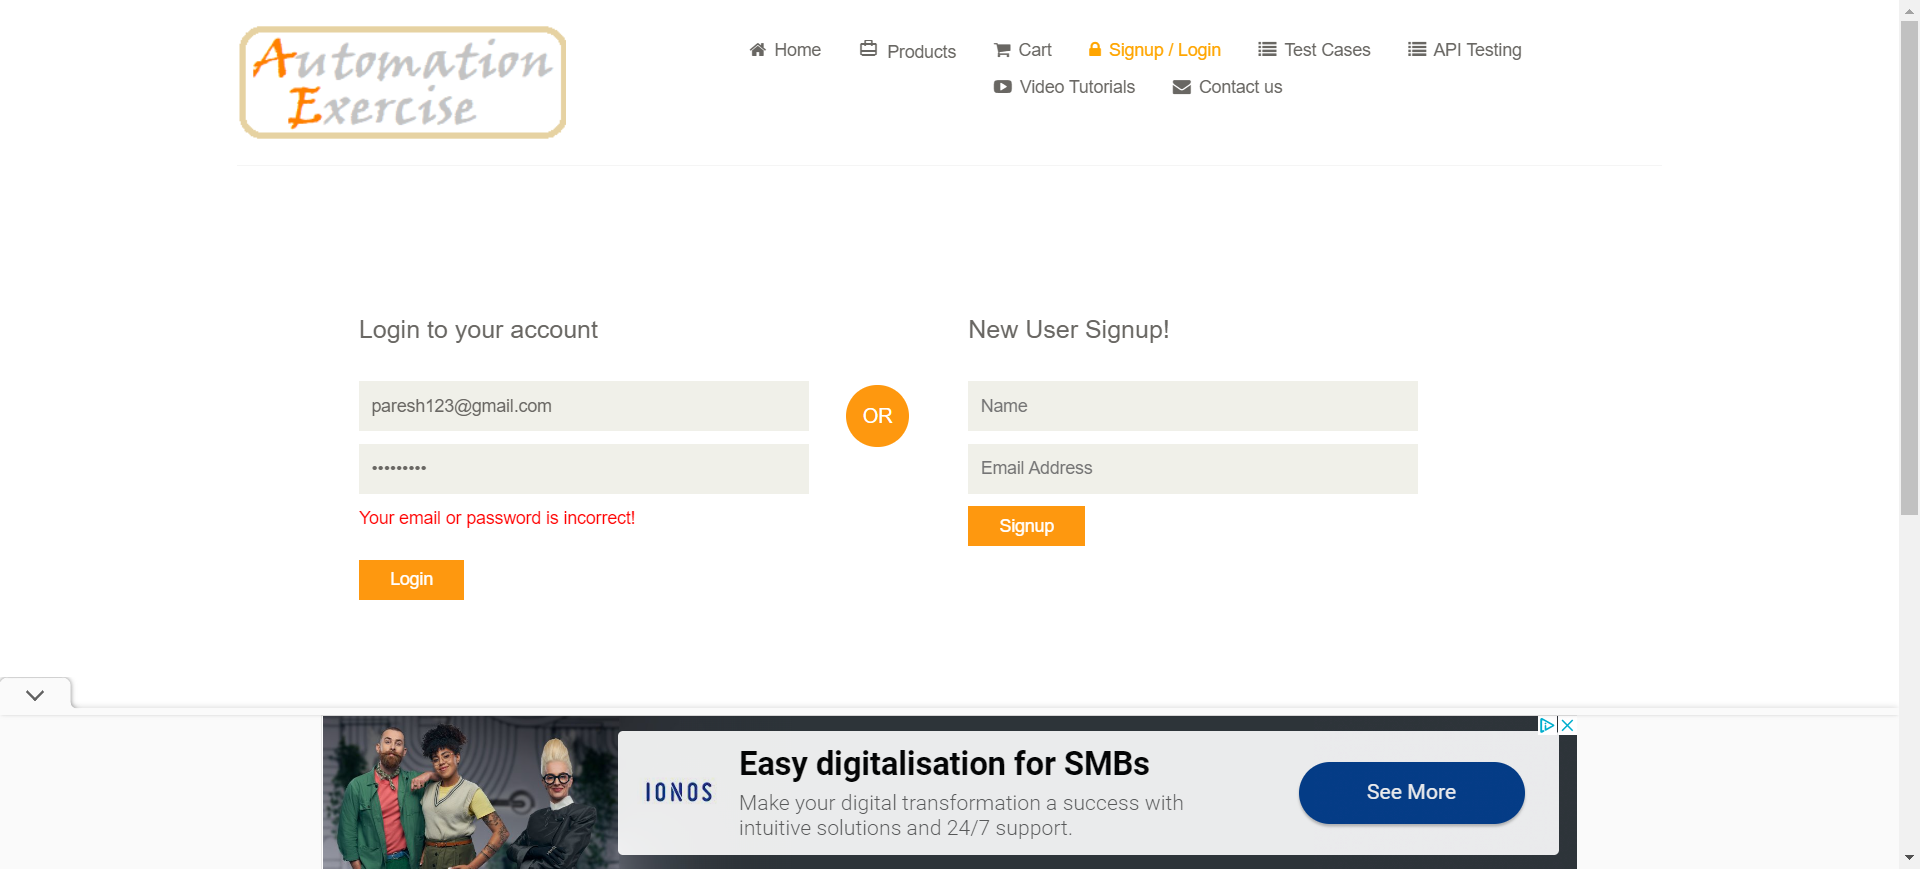 Automation
Exercise
Home
Products
Cart
Signup / Login
Test Cases
API Testing
Video Tutorials
Contact us
Login to your account
paresh123@gmail.com
•••••••••
Your email or password is incorrect!
Login
OR
New User Signup!
Name
Email Address
Signup
IONOS
Easy digitalisation for SMBs
Make your digital transformation a success with
intuitive solutions and 24/7 support.
See More